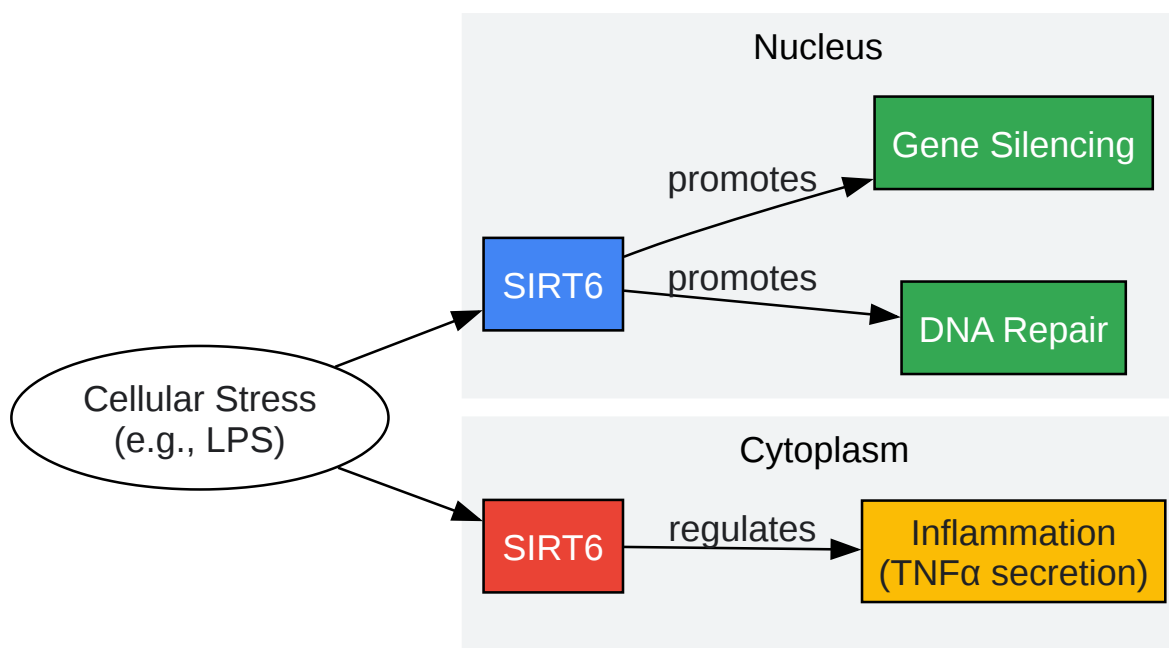 Nucleus
Gene Silencing
promotes
promotes
SIRT6
DNA Repair
Cellular Stress
(e.g., LPS)
Cytoplasm
SIRT6
regulates
Inflammation
(TNFα secretion)